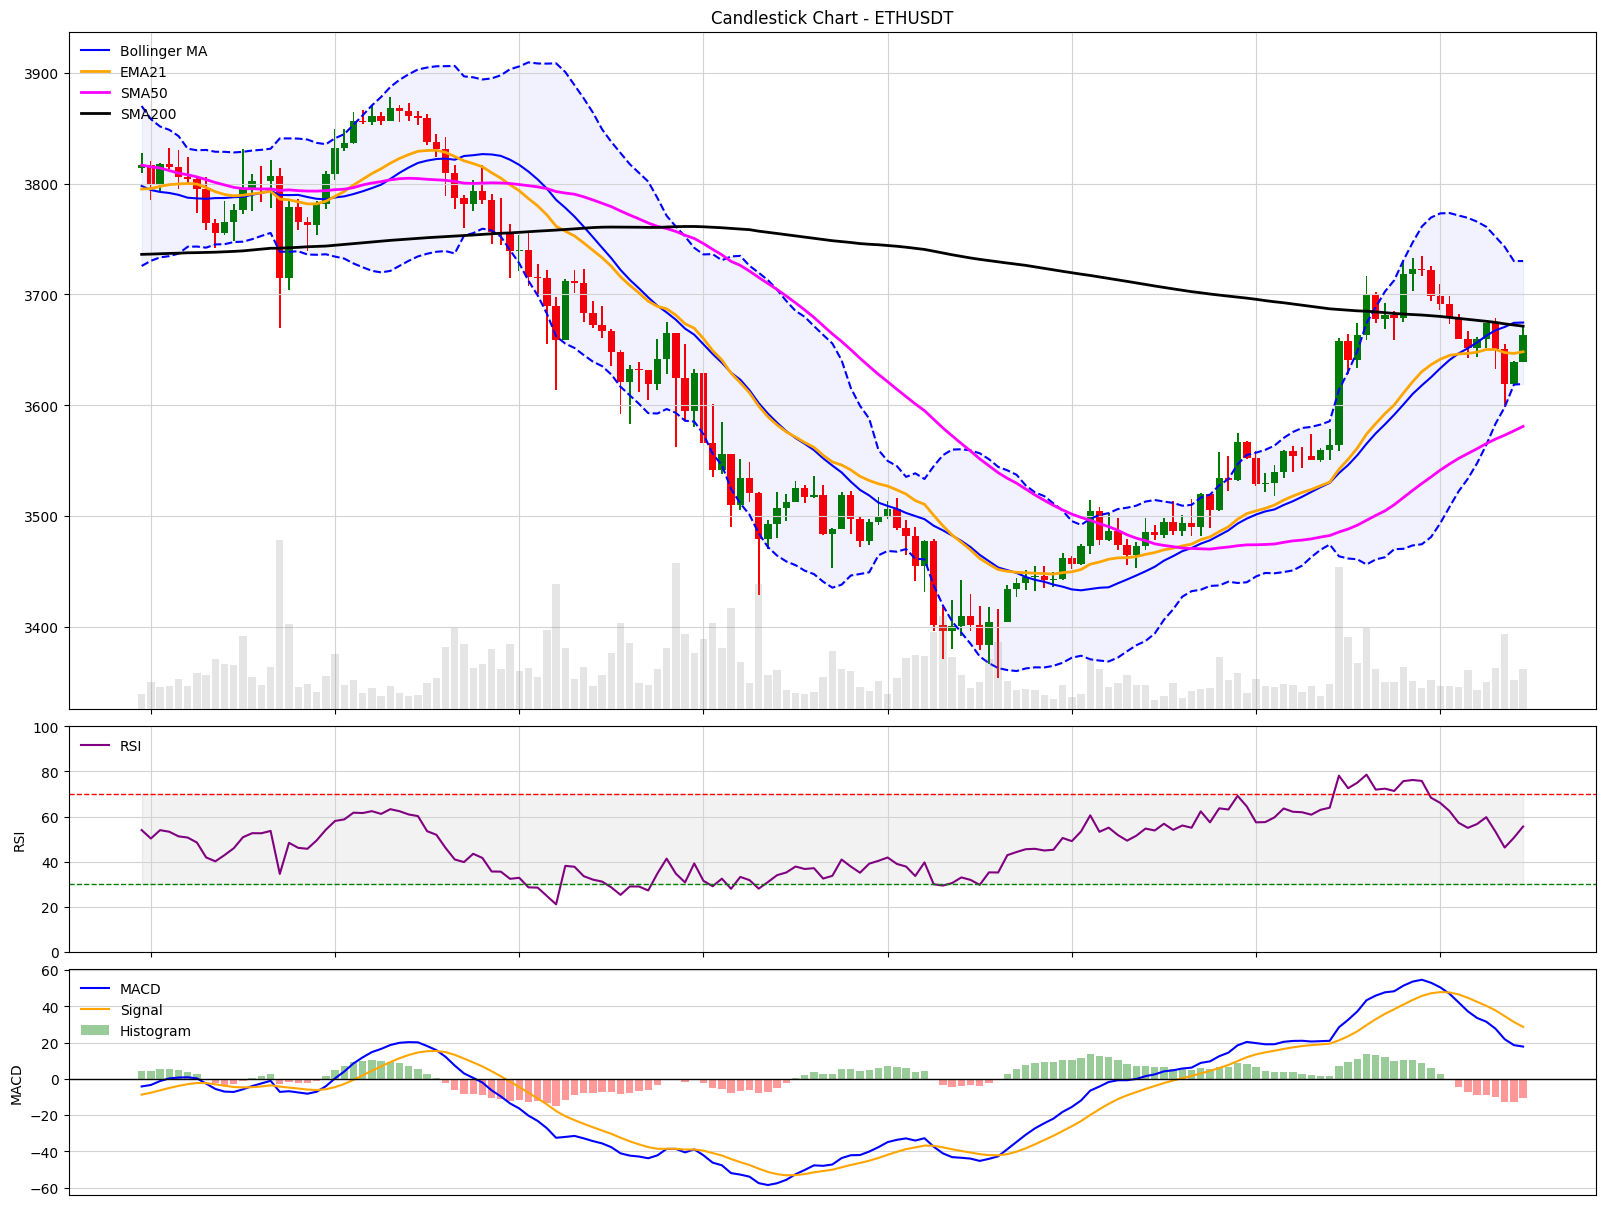 Candlestick Chart - ETHUSDT
Bollinger MA
EMA21
SMA50
SMA200
3900
3800
3700
3600
3500
3400
RSI
100
80
60
40
20
0
RSI
MACD
Signal
Histogram
60
40
20
0
−20
−40
−60
MACD